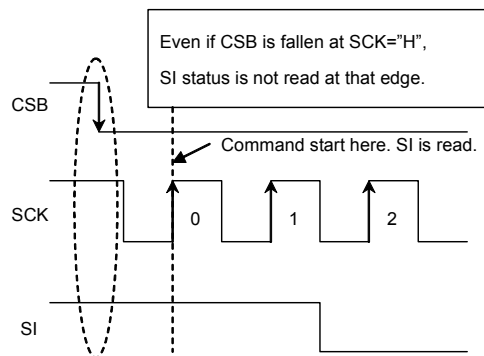 Even if CSB is fallen at SCK=”H”,
SI status is not read at that edge.
CSB
Command start here. SI is read.
SCK
0
1
2
SI